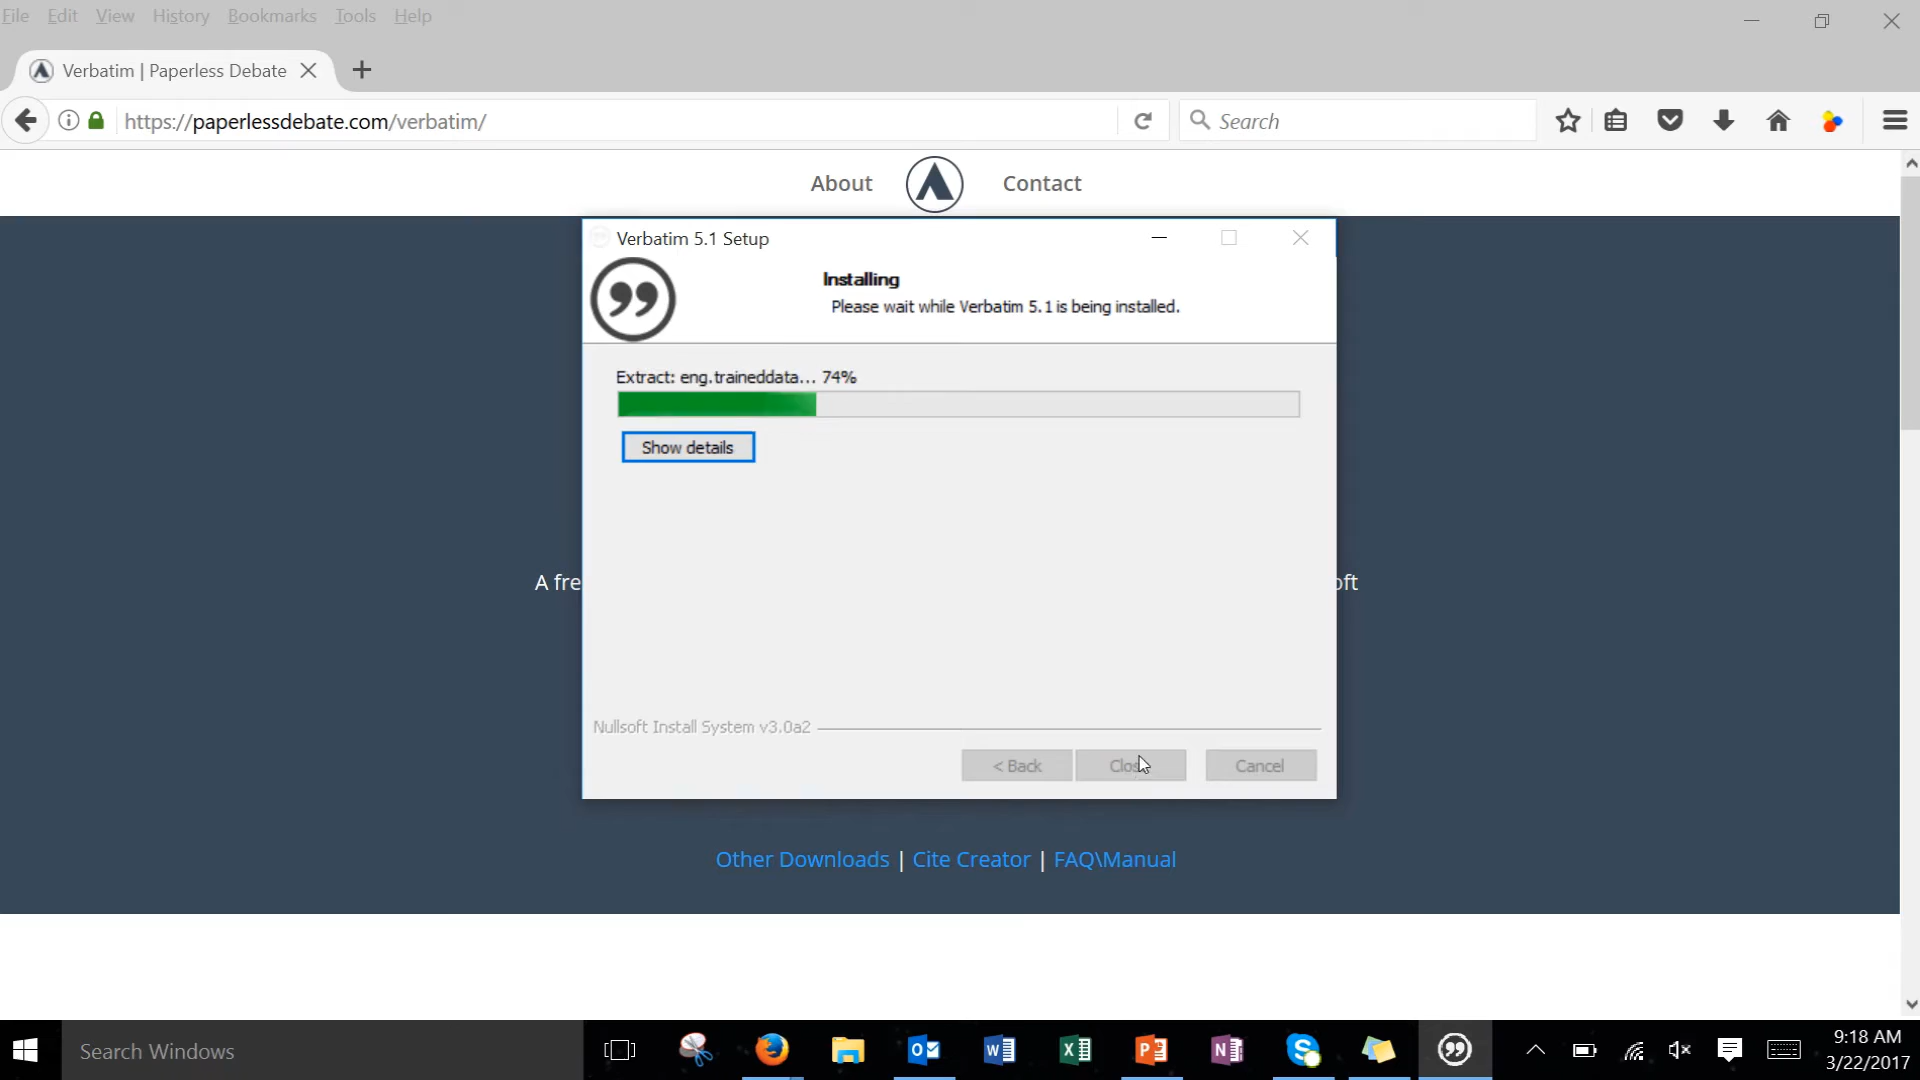 File Edit View History Bookmarks Tools Help
Verbatim | Paperless Debate
https://paperlessdebate.com/verbatim/
Search
About
Contact
Verbatim 5.1 Setup
Installing
Please wait while Verbatim 5.1 is being installed.
Extract: eng.traineddata... 74%
Show details
A
Nullsoft Install System v3.0a2
< Back
Cancel
Other Downloads | Cite Creator | FAQ\Manual
Search Windows
9:18 AM
3/22/2017